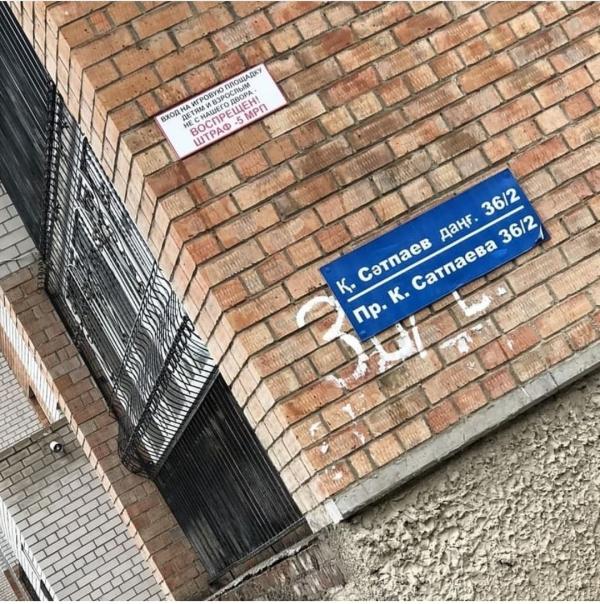 ВХОД НА ИГРОВУЮ ПЛОЩАДКУ
ДЕТЯМ И ВЗРОСЛЫМ
НЕ С НАШЕГО ДВОРА -
ВОСПРЕЩЕН!
ШТРАФ -5 МРП
Қ. Сәтпаев даңғ. 36/2
Пр. К. Сатпаева 36/2